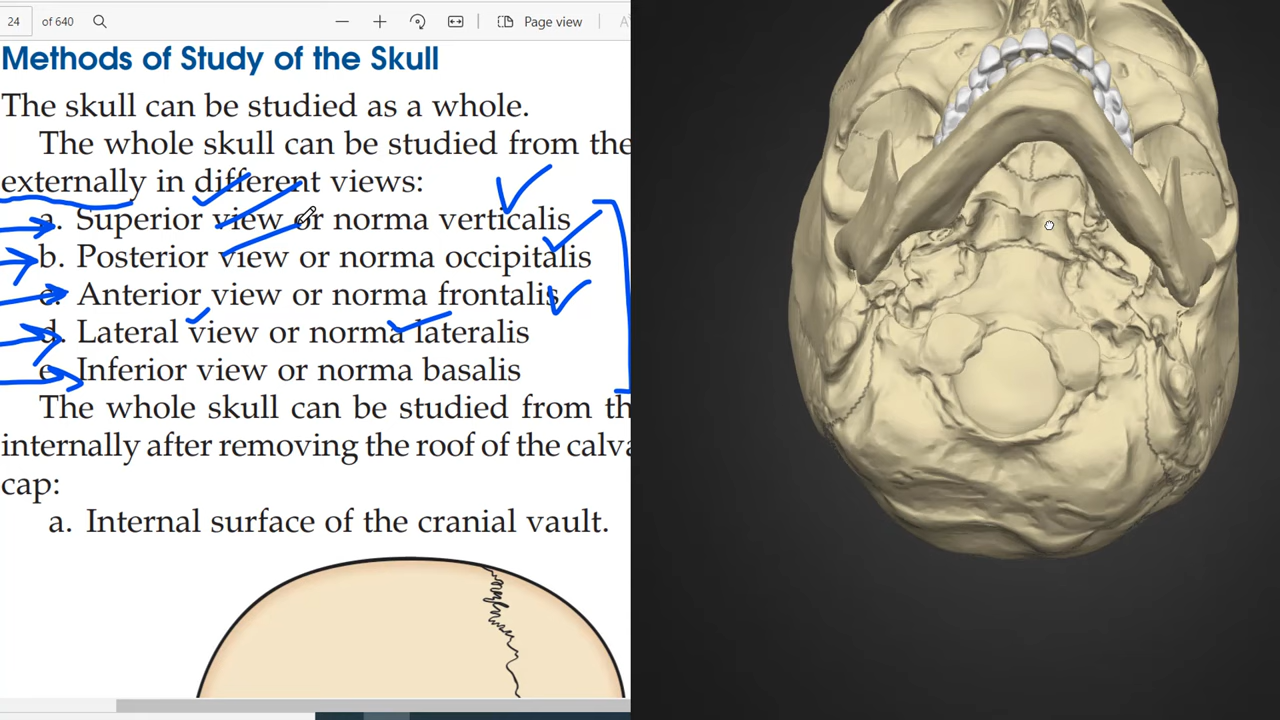 24 of 640 Page view
Methods of Study of the Skull
The skull can be studied as a whole.
The whole skull can be studied from the
externally in different views:
a. Superior view or norma verticalis
b. Posterior view or norma occipitalis
c. Anterior view or norma frontalis
d. Lateral view or norma lateralis
e. Inferior view or norma basalis
The whole skull can be studied from th
internally after removing the roof of the calva
cap:
a. Internal surface of the cranial vault.